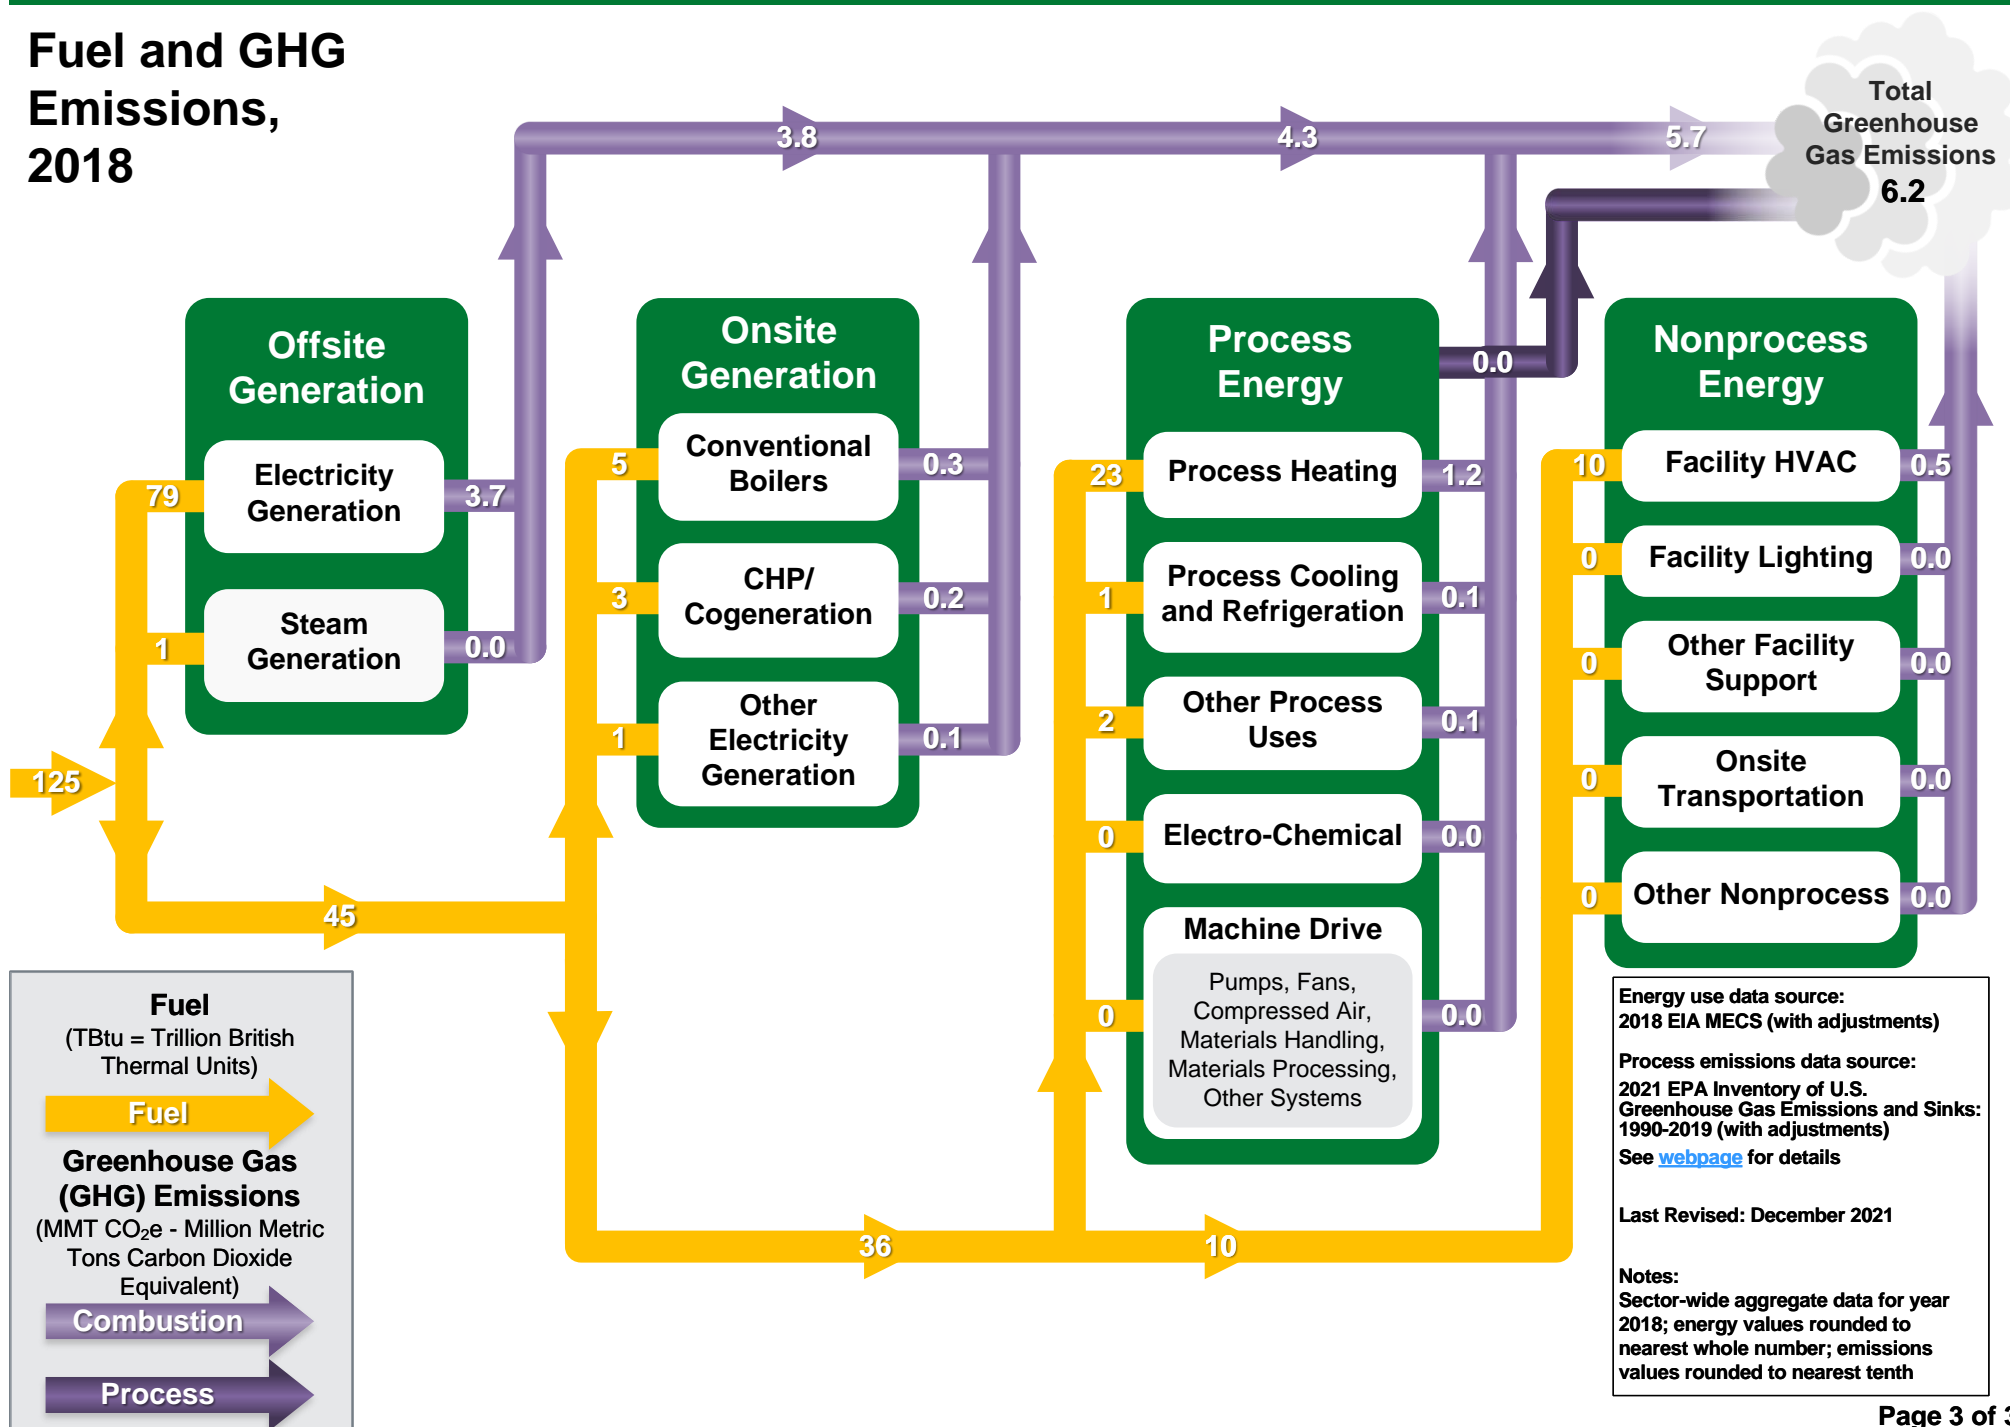 Fuel and GHG
Emissions,
2018
3.8
4.3
5.7
Total
Greenhouse
Gas Emissions
6.2
Offsite
Generation
79
Electricity
Generation
3.7
1
Steam
Generation
0.0
125
45
Onsite
Generation
5
Conventional
Boilers
0.3
3
CHP/
Cogeneration
0.2
1
Other
Electricity
Generation
0.1
36
10
Process
Energy
0.0
23
Process Heating
1.2
1
Process Cooling
and Refrigeration
0.1
2
Other Process
Uses
0.1
0
Electro-Chemical
0.0
Machine Drive
0
Pumps, Fans,
Compressed Air,
Materials Handling,
Materials Processing,
Other Systems
0.0
Nonprocess
Energy
10
Facility HVAC
0.5
0
Facility Lighting
0.0
0
Other Facility
Support
0.0
0
Onsite
Transportation
0.0
0
Other Nonprocess
0.0
Fuel
(TBtu = Trillion British
Thermal Units)
Fuel
Greenhouse Gas
(GHG) Emissions
(MMT CO₂e - Million Metric
Tons Carbon Dioxide
Equivalent)
Combustion
Process
Energy use data source:
2018 EIA MECS (with adjustments)
Process emissions data source:
2021 EPA Inventory of U.S.
Greenhouse Gas Emissions and Sinks:
1990-2019 (with adjustments)
See webpage for details
Last Revised: December 2021
Notes:
Sector-wide aggregate data for year
2018; energy values rounded to
nearest whole number; emissions
values rounded to nearest tenth
Page 3 of 3